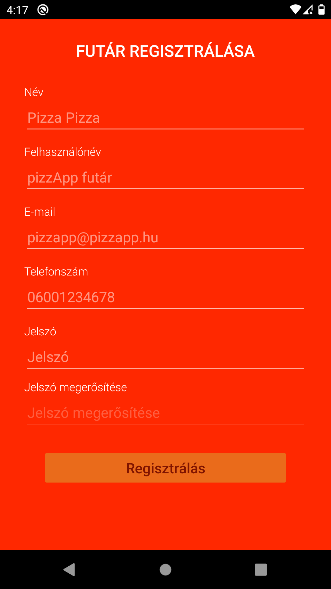 4:17
FUTÁR REGISZTRÁLÁSA
Név
Pizza Pizza
Felhasználónév
pizzApp futár
E-mail
pizzapp@pizzapp.hu
Telefonszám
06001234678
Jelszó
Jelszó
Jelszó megerősítése
Jelszó megerősítése
Regisztrálás